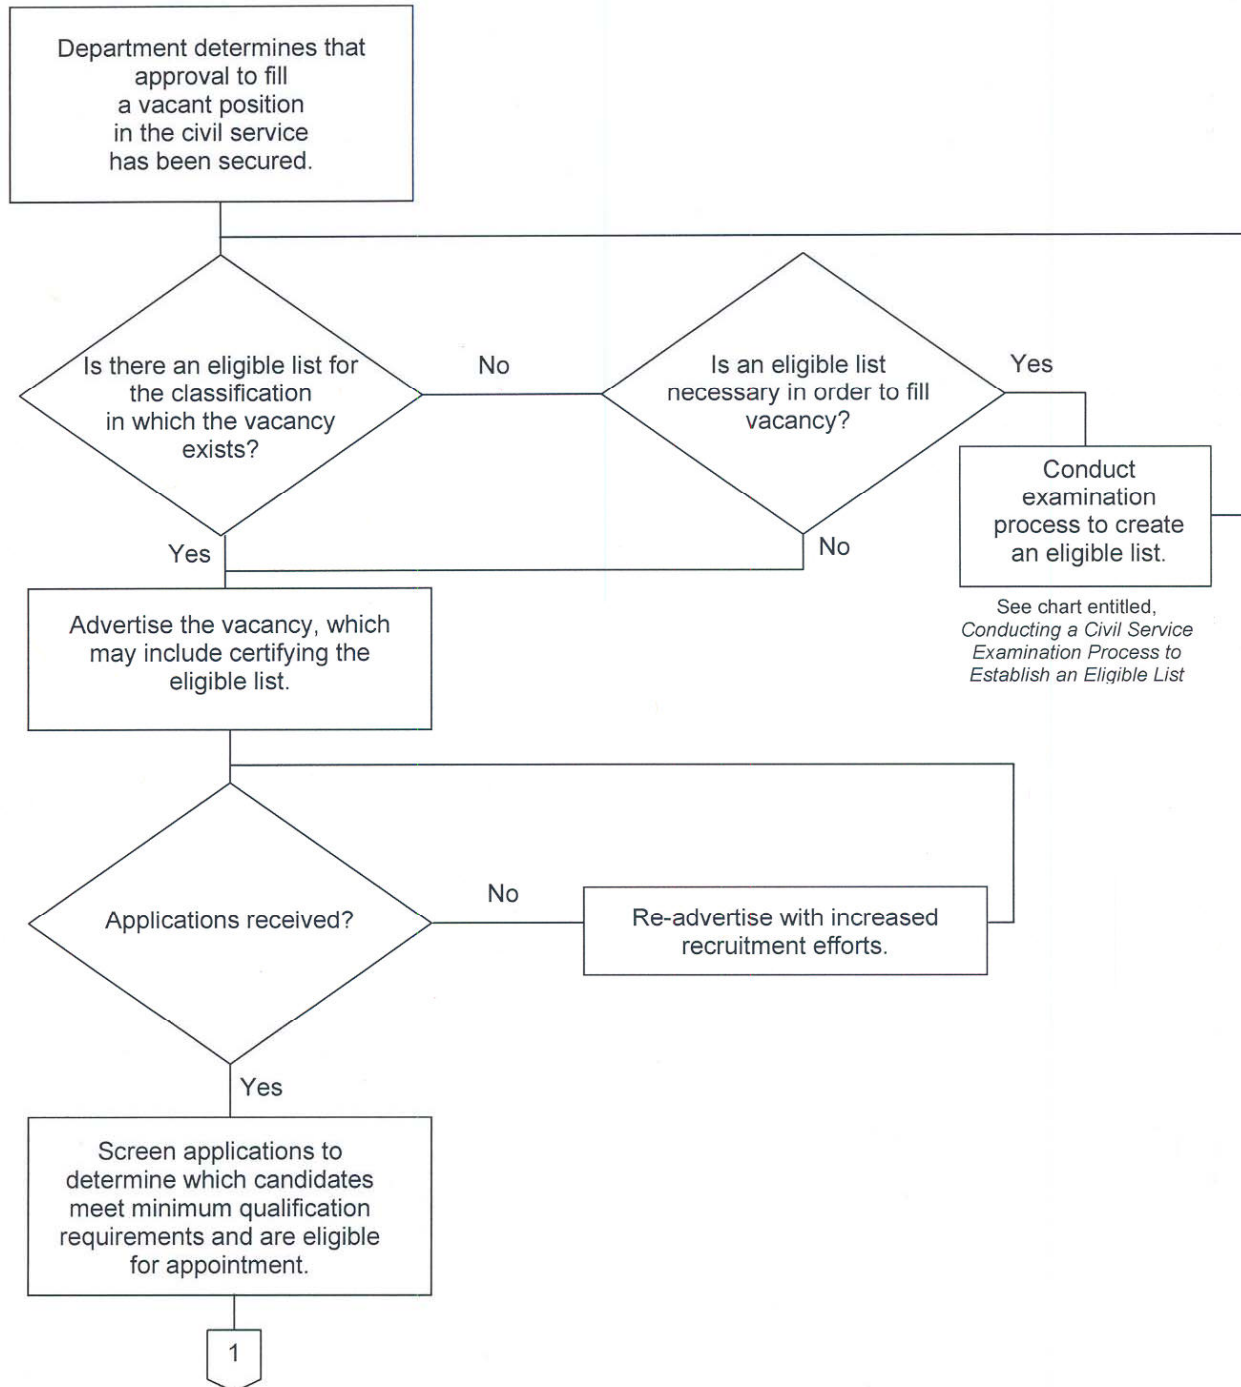 Department determines that
approval to fill
a vacant position
in the civil service
has been secured.
Is there an eligible list for
the classification
in which the vacancy
exists?
No
Is an eligible list
necessary in order to fill
vacancy?
Yes
Conduct
examination
process to create
an eligible list.
See chart entitled,
Conducting a Civil Service
Examination Process to
Establish an Eligible List
Yes
No
Advertise the vacancy, which
may include certifying the
eligible list.
Applications received?
No
Re-advertise with increased
recruitment efforts.
Yes
Screen applications to
determine which candidates
meet minimum qualification
requirements and are eligible
for appointment.
1